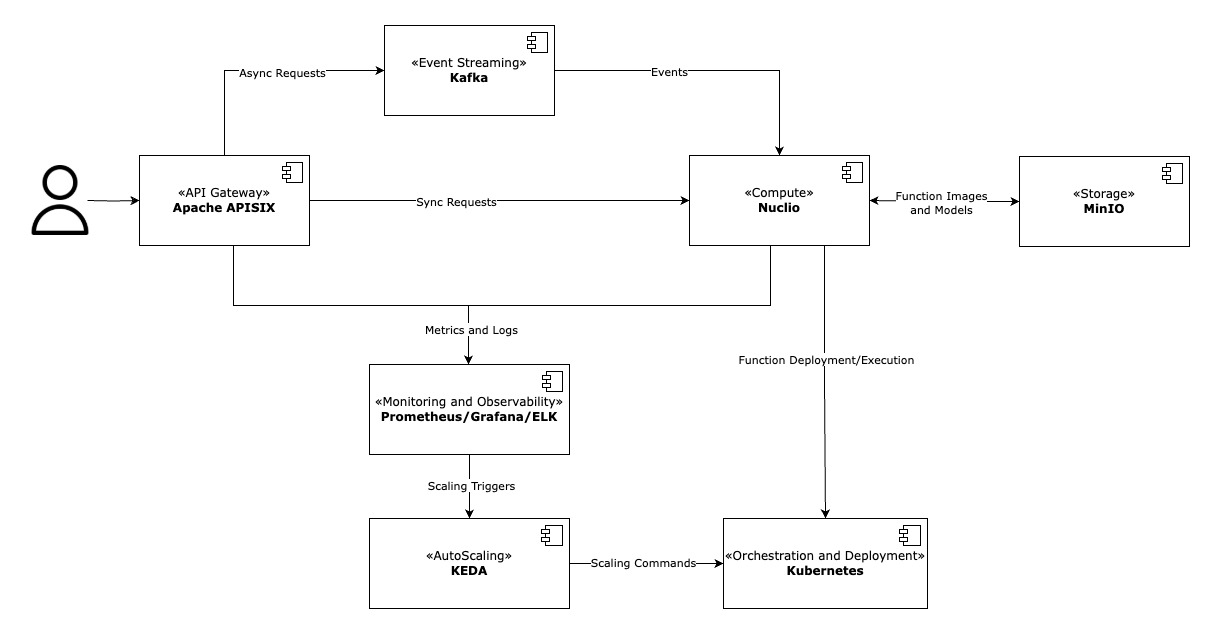 «Event Streaming»
Kafka
Async Requests
Events
«API Gateway»
Apache APISIX
Sync Requests
«Compute»
Nuclio
Function Images
and Models
«Storage»
MinIO
Metrics and Logs
Function Deployment/Execution
«Monitoring and Observability»
Prometheus/Grafana/ELK
Scaling Triggers
«AutoScaling»
KEDA
Scaling Commands
«Orchestration and Deployment»
Kubernetes